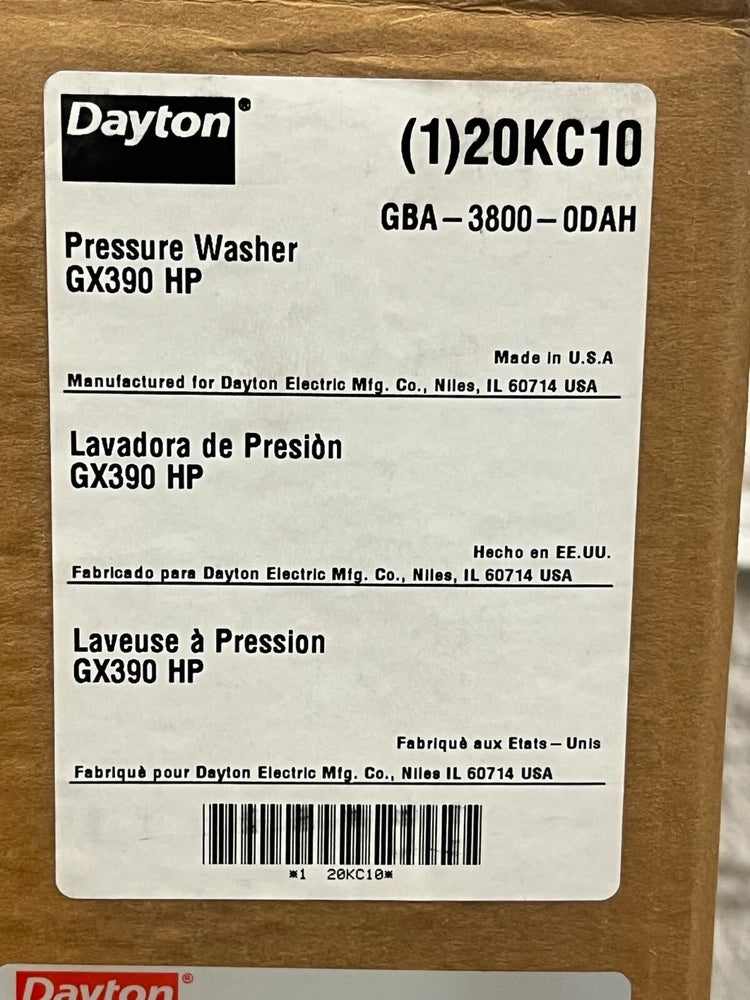 Dayton®
(1)20KC10
GBA-3800-0DAH
Pressure Washer
GX390 HP
Made in U.S.A
Manufactured for Dayton Electric Mfg. Co., Niles, IL 60714 USA
Lavadora de Presiòn
GX390 HP
Hecho en EE.UU.
Fabricado para Dayton Electric Mfg. Co., Niles, IL 60714 USA
Laveuse à Pression
GX390 HP
Fabriquè aux Etats-Unis
Fabriquè pour Dayton Electric Mfg. Co., Niles IL 60714 USA
*1 20KC10*
Dayton®